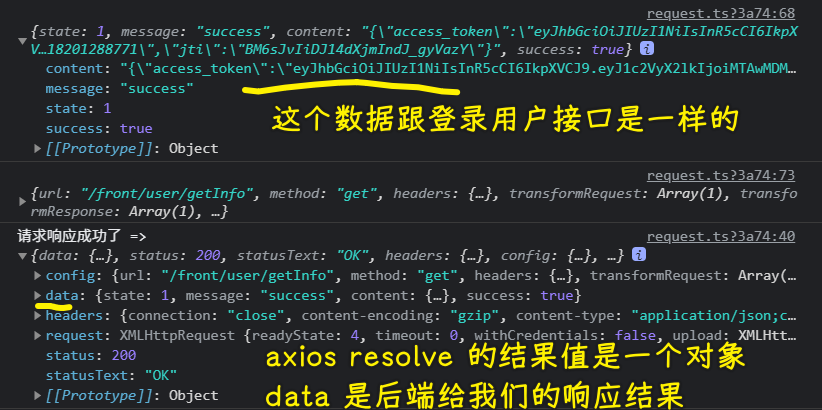 request.ts?3a74:68
{state: 1, message: "success", content: "{\"access_token\":\"eyJhbGciOiJIUzI1NiIsInR5cCI6IkpX
V…18201288771\",\"jti\":\"BM6sJvIiDJ14dXjmIndJ_gyVazY\"}", success: true}
content: "{\"access_token\":\"eyJhbGciOiJIUzI1NiIsInR5cCI6IkpXVCJ9.eyJ1c2VyX2lkIjoiMTAwMDM…
message: "success"
state: 1
这个数据跟登录用户接口是一样的
success: true
[[Prototype]]: Object
request.ts?3a74:73
{url: "/front/user/getInfo", method: "get", headers: {…}, transformRequest: Array(1), transfo
rmResponse: Array(1), …}
请求响应成功了 =>
request.ts?3a74:40
{data: {…}, status: 200, statusText: "OK", headers: {…}, config: {…}, …}
config: {url: "/front/user/getInfo", method: "get", headers: {…}, transformRequest: Array(…
data: {state: 1, message: "success", content: {…}, success: true}
headers: {connection: "close", content-encoding: "gzip", content-type: "application/json;c…
request: XMLHttpRequest {readyState: 4, timeout: 0, withCredentials: false, upload: XMLHtt…
status: 200
axios resolve 的结果值是一个对象
statusText: "OK"
data 是后端给我们的响应结果
[[Prototype]]: Object